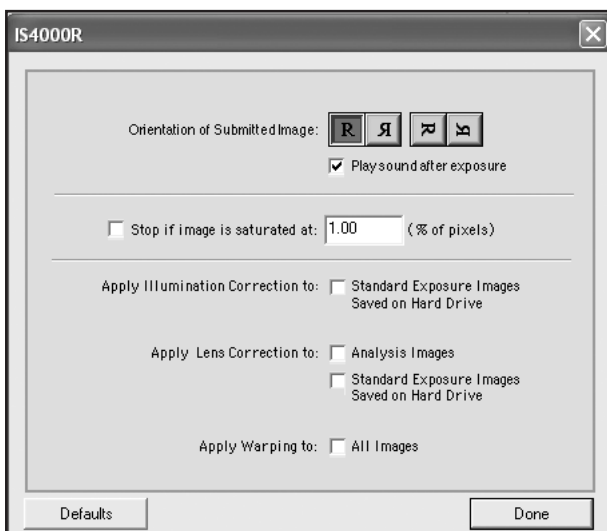 IS4000R
Orientation of Submitted Image: R Я R Я
Play sound after exposure
Stop if image is saturated at: 1.00 (% of pixels)
Apply Illumination Correction to: Standard Exposure Images
Saved on Hard Drive
Apply Lens Correction to: Analysis Images
Standard Exposure Images
Saved on Hard Drive
Apply Warping to: All Images
Defaults Done